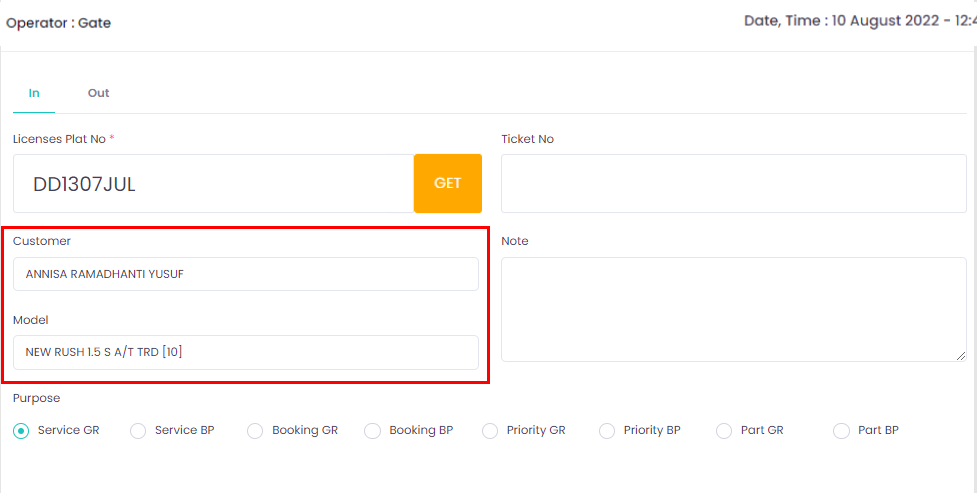 Operator : Gate
Date, Time : 10 August 2022 - 12:4
In
Out
Licenses Plat No *
Ticket No
DD1307JUL
GET
Customer
Note
ANNISA RAMADHANTI YUSUF
Model
NEW RUSH 1.5 S A/T TRD [10]
Purpose
Service GR
Service BP
Booking GR
Booking BP
Priority GR
Priority BP
Part GR
Part BP